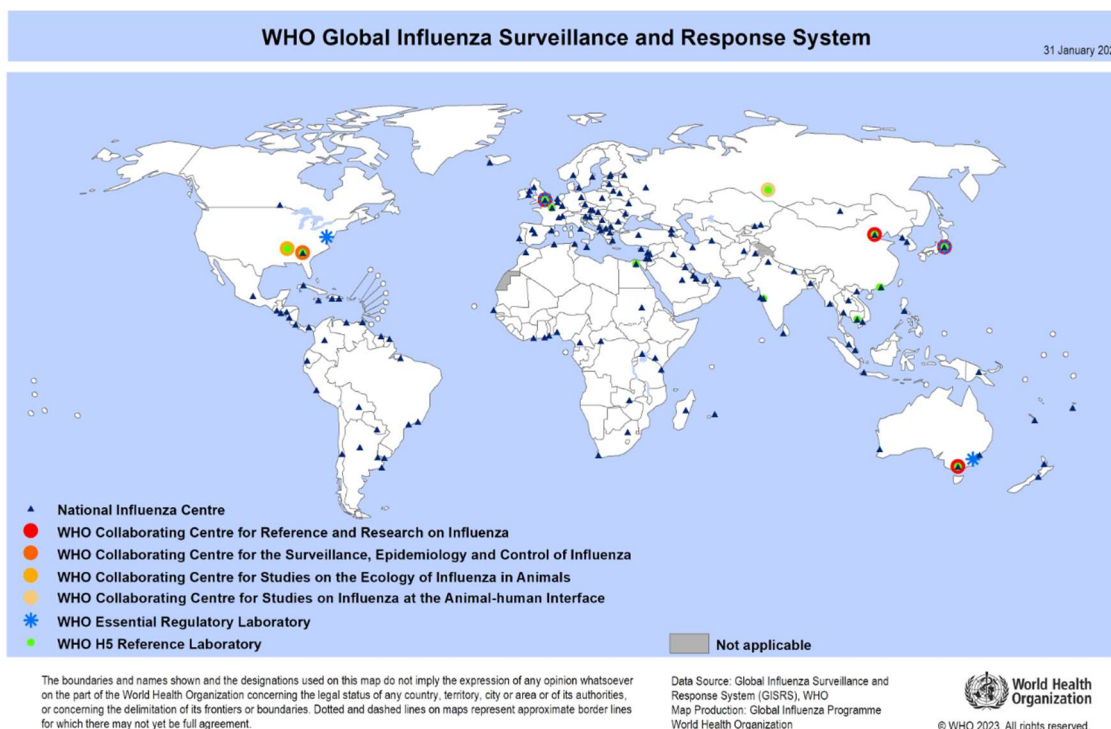 WHO Global Influenza Surveillance and Response System
31 January 202
National Influenza Centre
WHO Collaborating Centre for Reference and Research on Influenza
WHO Collaborating Centre for the Surveillance, Epidemiology and Control of Influenza
WHO Collaborating Centre for Studies on the Ecology of Influenza in Animals
WHO Collaborating Centre for Studies on Influenza at the Animal-human Interface
WHO Essential Regulatory Laboratory
WHO H5 Reference Laboratory
Not applicable
The boundaries and names shown and the designations used on this map do not imply the expression of any opinion whatsoever
on the part of the World Health Organization concerning the legal status of any country, territory, city or area or of its authorities,
or concerning the delimitation of its frontiers or boundaries. Dotted and dashed lines on maps represent approximate border lines
for which there may not yet be full agreement.
Data Source: Global Influenza Surveillance and
Response System (GISRS), WHO
Map Production: Global Influenza Programme
World Health Organization
World Health
Organization
© WHO 2023. All rights reserved.